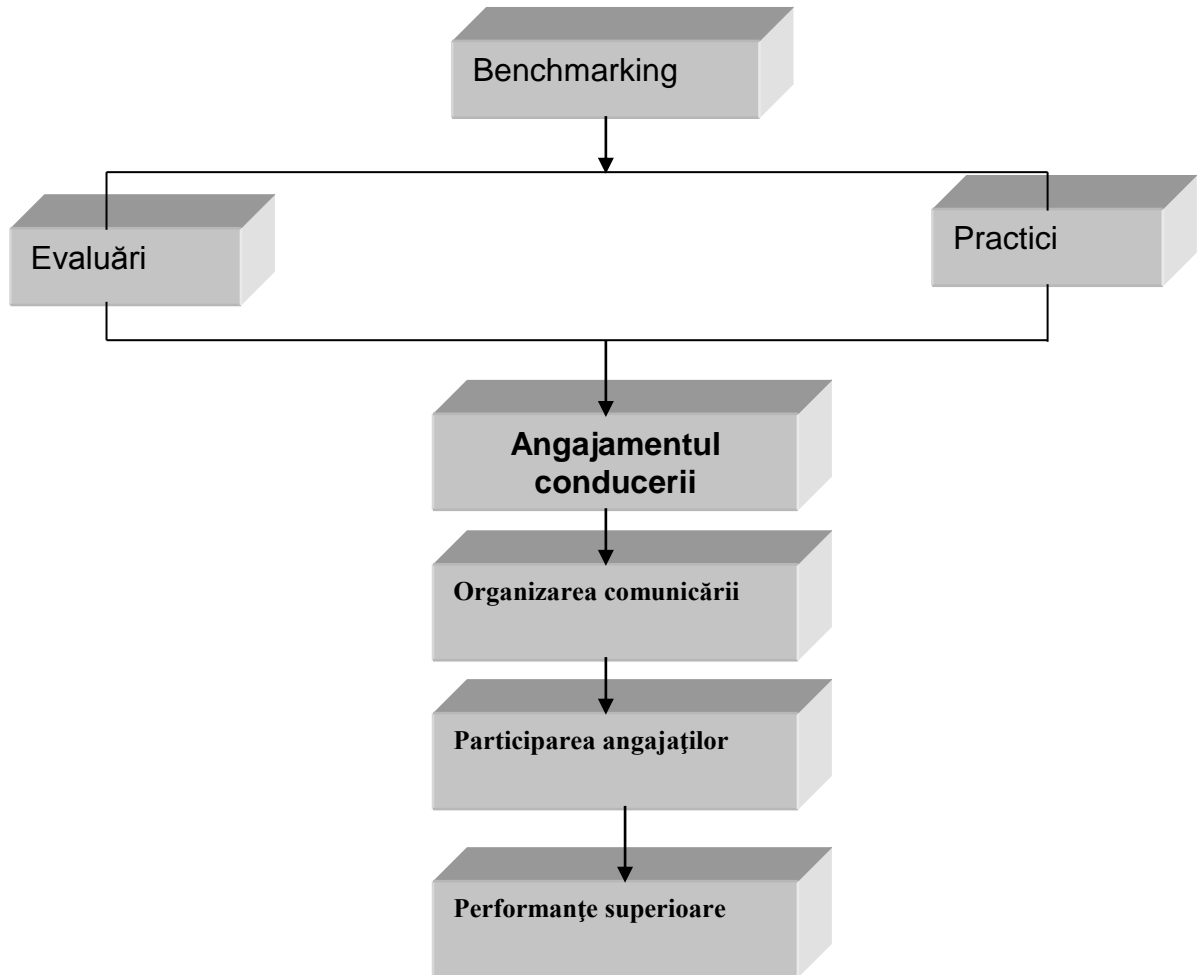 Benchmarking
Evaluări
Practici
Angajamentul
conducerii
Organizarea comunicării
Participarea angajaţilor
Performanţe superioare